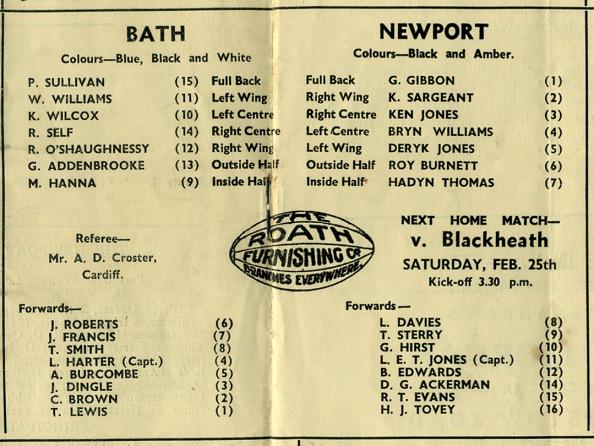 BATH
Colours—Blue, Black and White
P. SULLIVAN (15) Full Back
W. WILLIAMS (11) Left Wing
K. WILCOX (10) Left Centre
R. SELF (14) Right Centre
R. O'SHAUGHNESSY (12) Right Wing
G. ADDENBROOKE (13) Outside Half
M. HANNA (9) Inside Half
NEWPORT
Colours—Black and Amber.
Full Back G. GIBBON (1)
Right Wing K. SARGEANT (2)
Right Centre KEN JONES (3)
Left Centre BRYN WILLIAMS (4)
Left Wing DERYK JONES (5)
Outside Half ROY BURNETT (6)
Inside Half HADYN THOMAS (7)
Referee—
Mr. A. D. Croster,
Cardiff.
THE
ROATH
FURNISHING CO
BRANCHES EVERYWHERE.
NEXT HOME MATCH—
v. Blackheath
SATURDAY, FEB. 25th
Kick-off 3.30 p.m.
Forwards—
J. ROBERTS (6)
J. FRANCIS (7)
T. SMITH (8)
L. HARTER (Capt.) (4)
A. BURCOMBE (5)
J. DINGLE (3)
C. BROWN (2)
T. LEWIS (1)
Forwards—
L. DAVIES (8)
T. STERRY (9)
G. HIRST (10)
L. E. T. JONES (Capt.) (11)
B. EDWARDS (12)
D. G. ACKERMAN (14)
R. T. EVANS (15)
H. J. TOVEY (16)